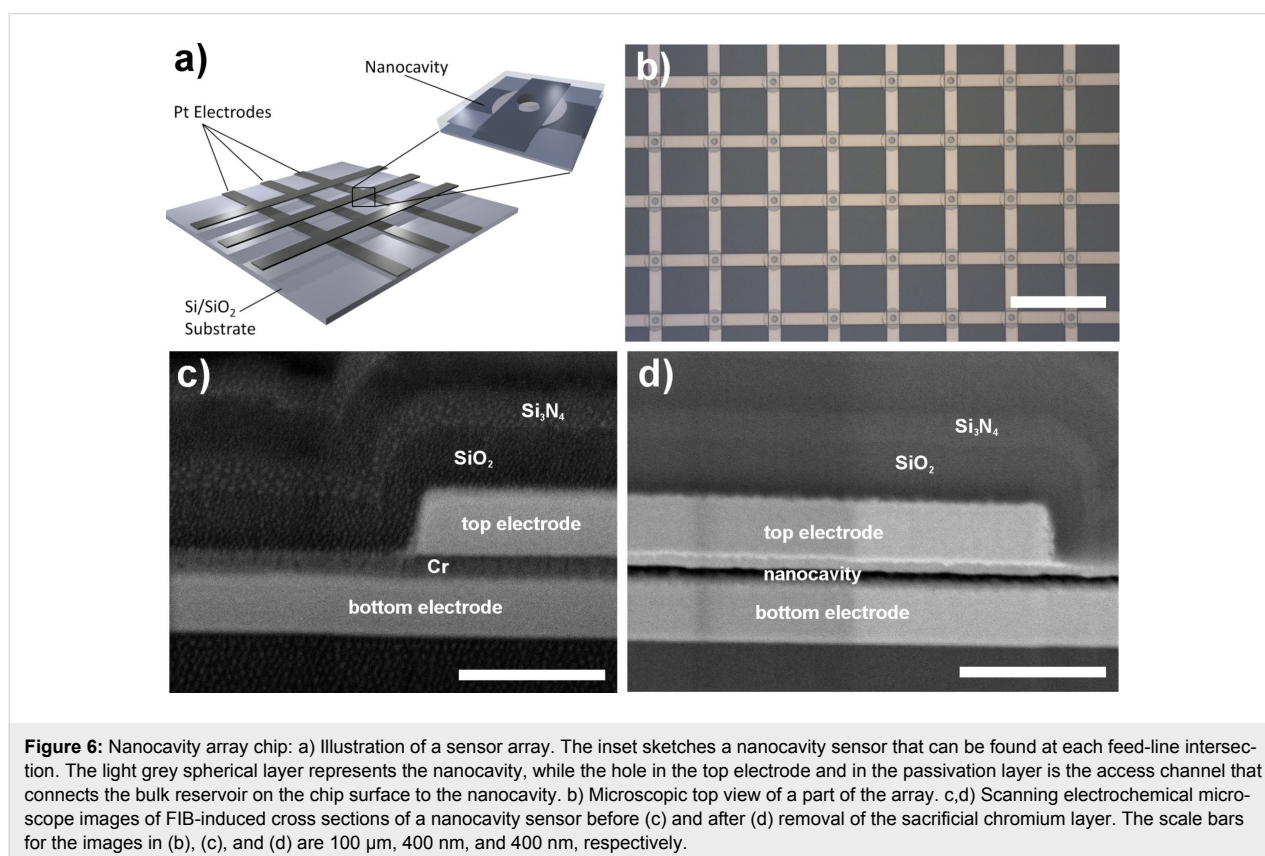 a)
Nanocavity
Pt Electrodes
Si/SiO₂
Substrate
b)
c)
Si₃N₄
SiO₂
top electrode
Cr
bottom electrode
d)
Si₃N₄
SiO₂
top electrode
nanocavity
bottom electrode
Figure 6: Nanocavity array chip: a) Illustration of a sensor array. The inset sketches a nanocavity sensor that can be found at each feed-line intersec-
tion. The light grey spherical layer represents the nanocavity, while the hole in the top electrode and in the passivation layer is the access channel that
connects the bulk reservoir on the chip surface to the nanocavity. b) Microscopic top view of a part of the array. c,d) Scanning electrochemical micro-
scope images of FIB-induced cross sections of a nanocavity sensor before (c) and after (d) removal of the sacrificial chromium layer. The scale bars
for the images in (b), (c), and (d) are 100 µm, 400 nm, and 400 nm, respectively.